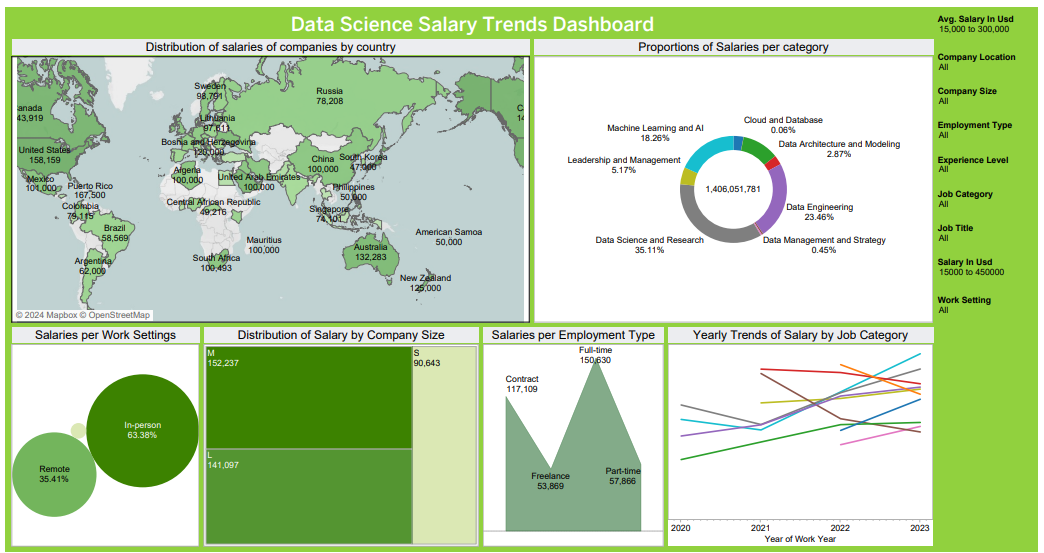 Data Science Salary Trends Dashboard
Distribution of salaries of companies by country
Sweden
98,791
Russia
78,208
anada
43,919
C
14
Lithuania
97,611
United States
158,159
Bosnia and Herzegovina
120,000
China
100,000
South Korea
47,000
Algeria
100,000
United Arab Emirates
100,000
Mexico
101,000
Puerto Rico
167,500
Philippines
50,000
Colombia
79,115
Central African Republic
49,216
Singapore
74,101
Brazil
58,569
American Samoa
50,000
Mauritius
100,000
Australia
132,283
Argentina
62,000
South Africa
100,493
New Zealand
125,000
© 2024 Mapbox © OpenStreetMap
Proportions of Salaries per category
Cloud and Database
0.06%
Machine Learning and AI
18.26%
Data Architecture and Modeling
2.87%
Leadership and Management
5.17%
1,406,051,781
Data Engineering
23.46%
Data Science and Research
35.11%
Data Management and Strategy
0.45%
Avg. Salary In Usd
15,000 to 300,000
Company Location
All
Company Size
All
Employment Type
All
Experience Level
All
Job Category
All
Job Title
All
Salary In Usd
15000 to 450000
Work Setting
All
Salaries per Work Settings
In-person
63.38%
Remote
35.41%
Distribution of Salary by Company Size
M
152,237
S
90,643
L
141,097
Salaries per Employment Type
Full-time
150,630
Contract
117,109
Freelance
53,869
Part-time
57,866
Yearly Trends of Salary by Job Category
2020
2021
2022
2023
Year of Work Year